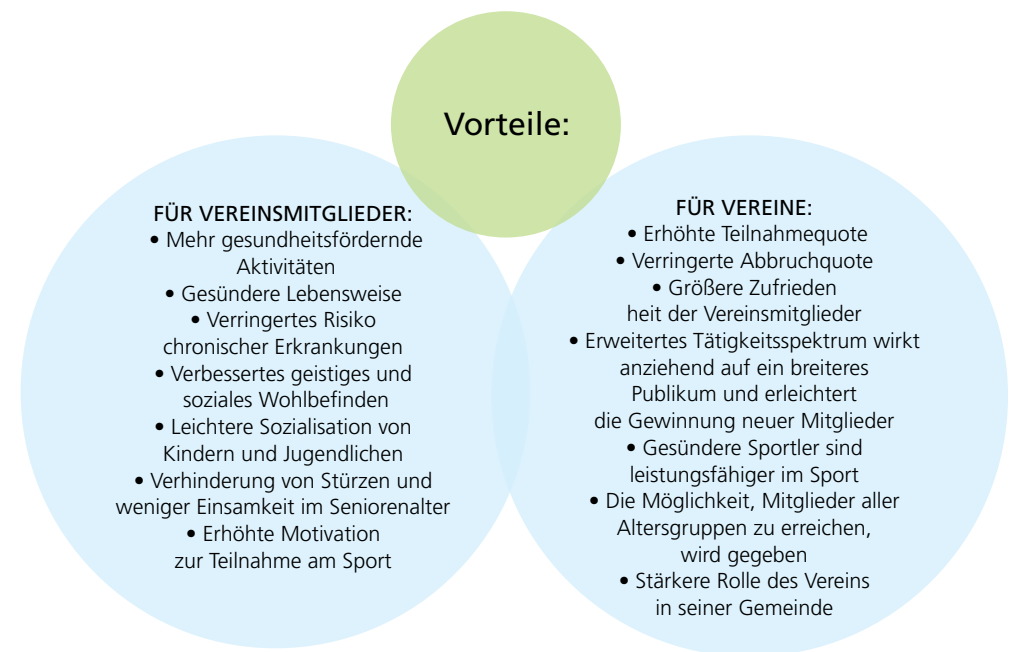 Vorteile:
FÜR VEREINSMITGLIEDER:
• Mehr gesundheitsfördernde
Aktivitäten
• Gesündere Lebensweise
• Verringertes Risiko
chronischer Erkrankungen
• Verbessertes geistiges und
soziales Wohlbefinden
• Leichtere Sozialisation von
Kindern und Jugendlichen
• Verhinderung von Stürzen und
weniger Einsamkeit im Seniorenalter
• Erhöhte Motivation
zur Teilnahme am Sport
FÜR VEREINE:
• Erhöhte Teilnahmequote
• Verringerte Abbruchquote
• Größere Zufrieden
heit der Vereinsmitglieder
• Erweitertes Tätigkeitsspektrum wirkt
anziehend auf ein breiteres
Publikum und erleichtert
die Gewinnung neuer Mitglieder
• Gesündere Sportler sind
leistungsfähiger im Sport
• Die Möglichkeit, Mitglieder aller
Altersgruppen zu erreichen,
wird gegeben
• Stärkere Rolle des Vereins
in seiner Gemeinde